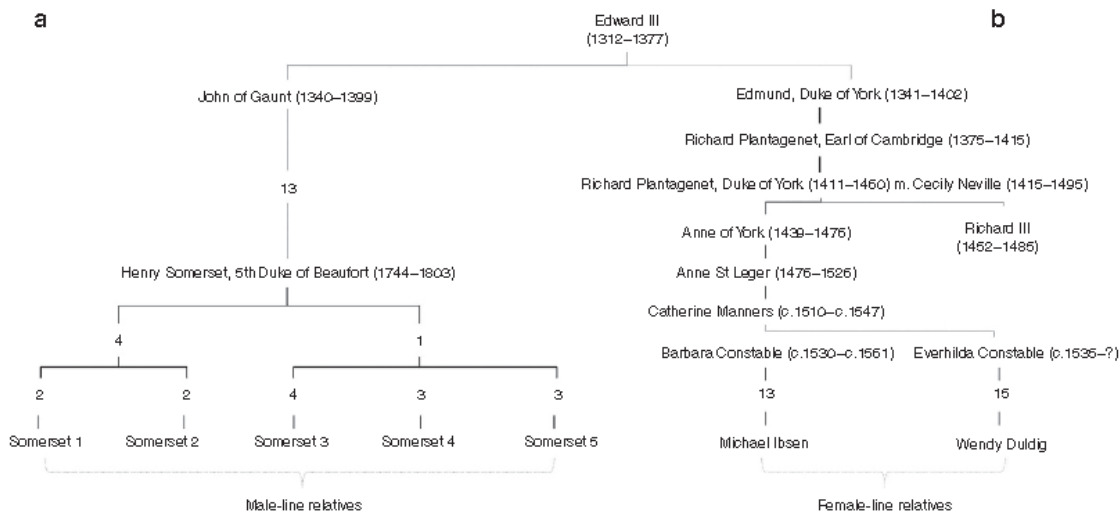 a
b
Edward III
(1312–1377)
John of Gaunt (1340–1399)
Edmund, Duke of York (1341–1402)
Richard Plantagenet, Earl of Cambridge (1375–1415)
13
Richard Plantagenet, Duke of York (1411–1460) m. Cecily Neville (1415–1495)
Anne of York (1439–1476)
Richard III
(1452–1485)
Henry Somerset, 5th Duke of Beaufort (1744–1803)
Anne St Leger (1476–1526)
Catherine Manners (c.1510–c.1547)
4
1
Barbara Constable (c.1530–c.1561)
Everhilda Constable (c.1535–?)
2
2
4
3
3
13
15
Somerset 1
Somerset 2
Somerset 3
Somerset 4
Somerset 5
Michael Ibsen
Wendy Duldig
Male-line relatives
Female-line relatives